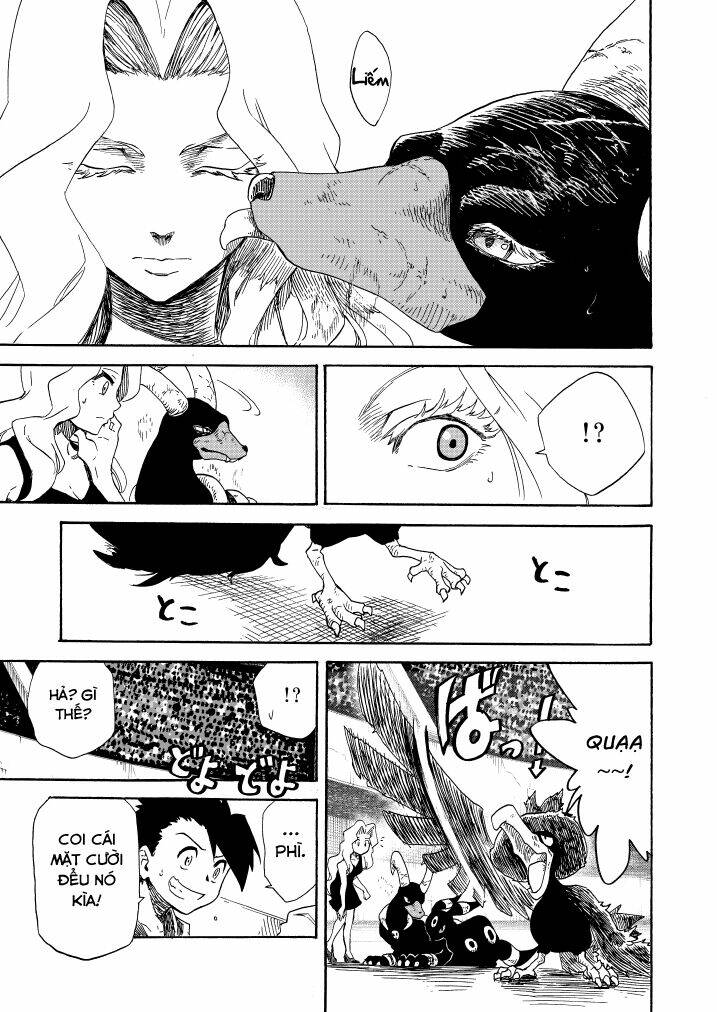 Liếm
!?
とこ
とこ
QUAA
~~!
ばっ!
!?
HẢ? GÌ
THẾ?
どよどよ
...
PHÌ.
COI CÁI
MẶT CƯỜI
ĐỂU NÓ
KÌA!